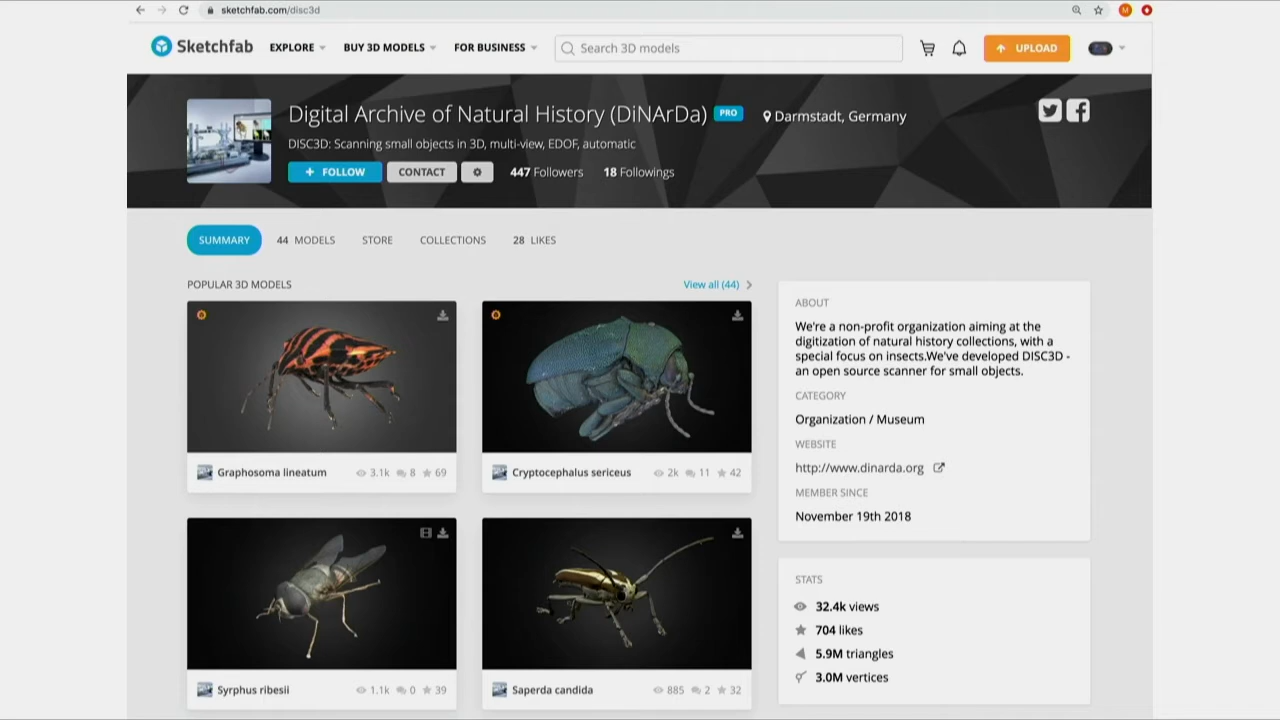 sketchfab.com/disc3d
M
Sketchfab EXPLORE BUY 3D MODELS FOR BUSINESS Search 3D models UPLOAD
Digital Archive of Natural History (DiNArDa) PRO Darmstadt, Germany
DISC3D: Scanning small objects in 3D, multi-view, EDOF, automatic
+ FOLLOW CONTACT 447 Followers 18 Followings
SUMMARY 44 MODELS STORE COLLECTIONS 28 LIKES
POPULAR 3D MODELS View all (44)
Graphosoma lineatum 3.1k 8 69
Cryptocephalus sericeus 2k 11 42
Syrphus ribesii 1.1k 0 39
Saperda candida 885 2 32
ABOUT
We're a non-profit organization aiming at the
digitization of natural history collections, with a
special focus on insects.We've developed DISC3D -
an open source scanner for small objects.
CATEGORY
Organization / Museum
WEBSITE
http://www.dinarda.org
MEMBER SINCE
November 19th 2018
STATS
32.4k views
704 likes
5.9M triangles
3.0M vertices